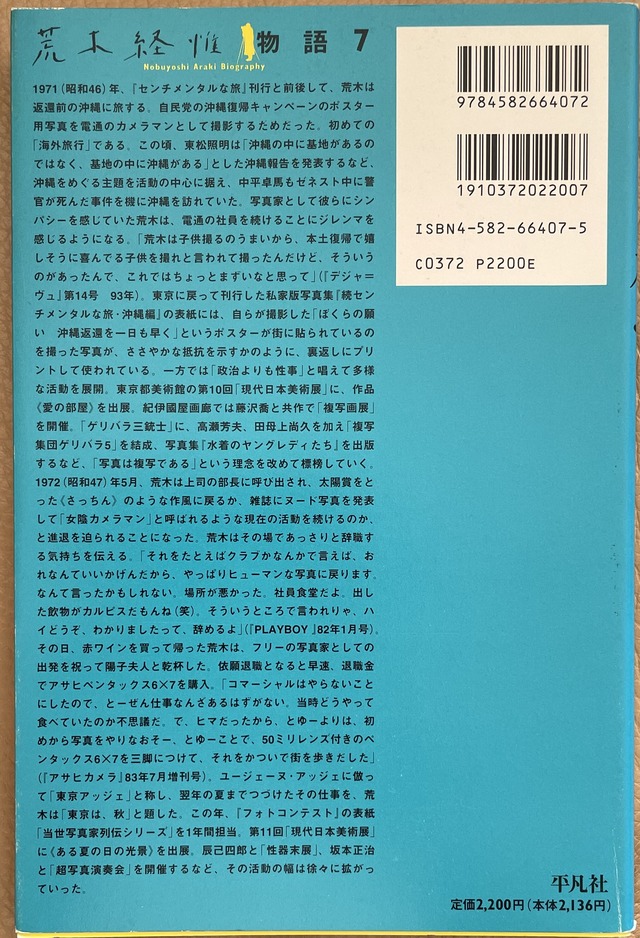 荒木経惟物語7
Nobuyoshi Araki Biography
1971(昭和46)年、『センチメンタルな旅』刊行と前後して、荒木は
返還前の沖縄に旅する。自民党の沖縄復帰キャンペーンのポスター
用写真を電通のカメラマンとして撮影するためだった。初めての
「海外旅行」である。この頃、東松照明は「沖縄の中に基地があるの
ではなく、基地の中に沖縄がある」とした沖縄報告を発表するなど、
沖縄をめぐる主題を活動の中心に据え、中平卓馬もゼネスト中に警
官が死んだ事件を機に沖縄を訪れていた。写真家として彼らにシン
パシーを感じていた荒木は、電通の社員を続けることにジレンマを
感じるようになる。「荒木は子供撮るのうまいから、本土復帰で嬉
しそうに喜んでる子供を撮れと言われて撮ったんだけど、そういう
のがあったんで、これではちょっとまずいなと思って」(『デジャ=
ヴュ』第14号 93年)。東京に戻って刊行した私家版写真集『続セン
チメンタルな旅・沖縄編』の表紙には、自らが撮影した「ぼくらの願
い 沖縄返還を一日も早く」というポスターが街に貼られているの
を撮った写真が、ささやかな抵抗を示すかのように、裏返しにプリ
ントして使われている。一方では「政治よりも性事」と唱えて多様
な活動を展開。東京都美術館の第10回「現代日本美術展」に、作品
《愛の部屋》を出展。紀伊國屋画廊では藤沢喬と共作で「複写画展」
を開催。「ゲリバラ三銃士」に、高瀬芳夫、田母上尚久を加え「複写
集団ゲリバラ5」を結成、写真集『水着のヤングレディたち』を出版
するなど、「写真は複写である」という理念を改めて標榜していく。
1972(昭和47)年5月、荒木は上司の部長に呼び出され、太陽賞をと
った《さっちん》のような作風に戻るか、雑誌にヌード写真を発表
して「女陰カメラマン」と呼ばれるような現在の活動を続けるのか、
と進退を迫られることになった。荒木はその場であっさりと辞職す
る気持ちを伝える。「それをたとえばクラブかなんかで言えば、お
れなんていいかげんだから、やっぱりヒューマンな写真に戻ります、
なんて言ったかもしれない。場所が悪かった。社員食堂だよ。出し
た飲物がカルピスだもんね(笑)。そういうところで言われりゃ、ハ
イどうぞ、わかりましたって、辞めるよ」(『PLAYBOY』82年1月号)。
その日、赤ワインを買って帰った荒木は、フリーの写真家としての
出発を祝って陽子夫人と乾杯した。依願退職となると早速、退職金
でアサヒペンタックス6×7を購入。「コマーシャルはやらないこと
にしたので、とーぜん仕事なんざあるはずがない。当時どうやって
食べていたのか不思議だ。で、ヒマだったから、とゆーよりは、初
めから写真をやりなおそー、とゆーことで、50ミリレンズ付きのペ
ンタックス6×7を三脚につけて、それをかついで街を歩きだした」
(『アサヒカメラ』83年7月増刊号)。ユージェーヌ・アッジェに倣っ
て「東京アッジェ」と称し、翌年の夏までつづけたその仕事を、荒
木は「東京は、秋」と題した。この年、『フォトコンテスト』の表紙
「当世写真家列伝シリーズ」を1年間担当。第11回「現代日本美術展」
に《ある夏の日の光景》を出展。辰己四郎と「性器末展」、坂本正治
と「超写真演奏会」を開催するなど、その活動の幅は徐々に拡がっ
ていった。
9784582664072
1910372022007
ISBN4-582-66407-5
C0372 P2200E
平凡社
定価2,200円(本体2,136円)